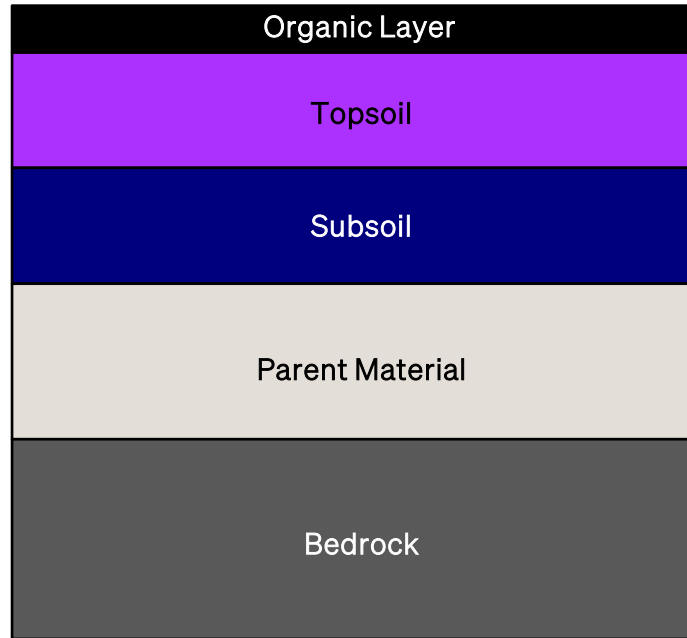 Organic Layer
Topsoil
Subsoil
Parent Material
Bedrock